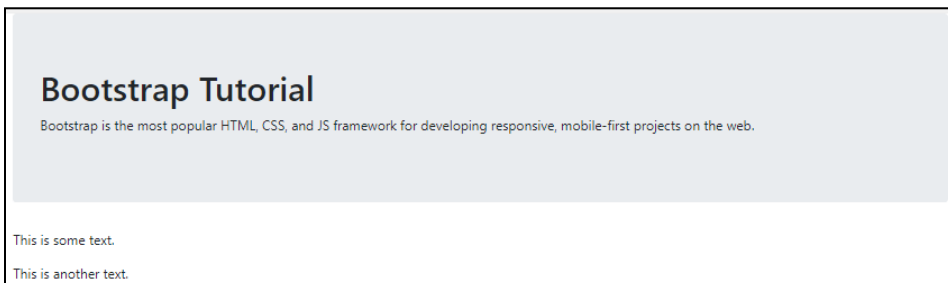 Bootstrap Tutorial
Bootstrap is the most popular HTML, CSS, and JS framework for developing responsive, mobile-first projects on the web.
This is some text.
This is another text.